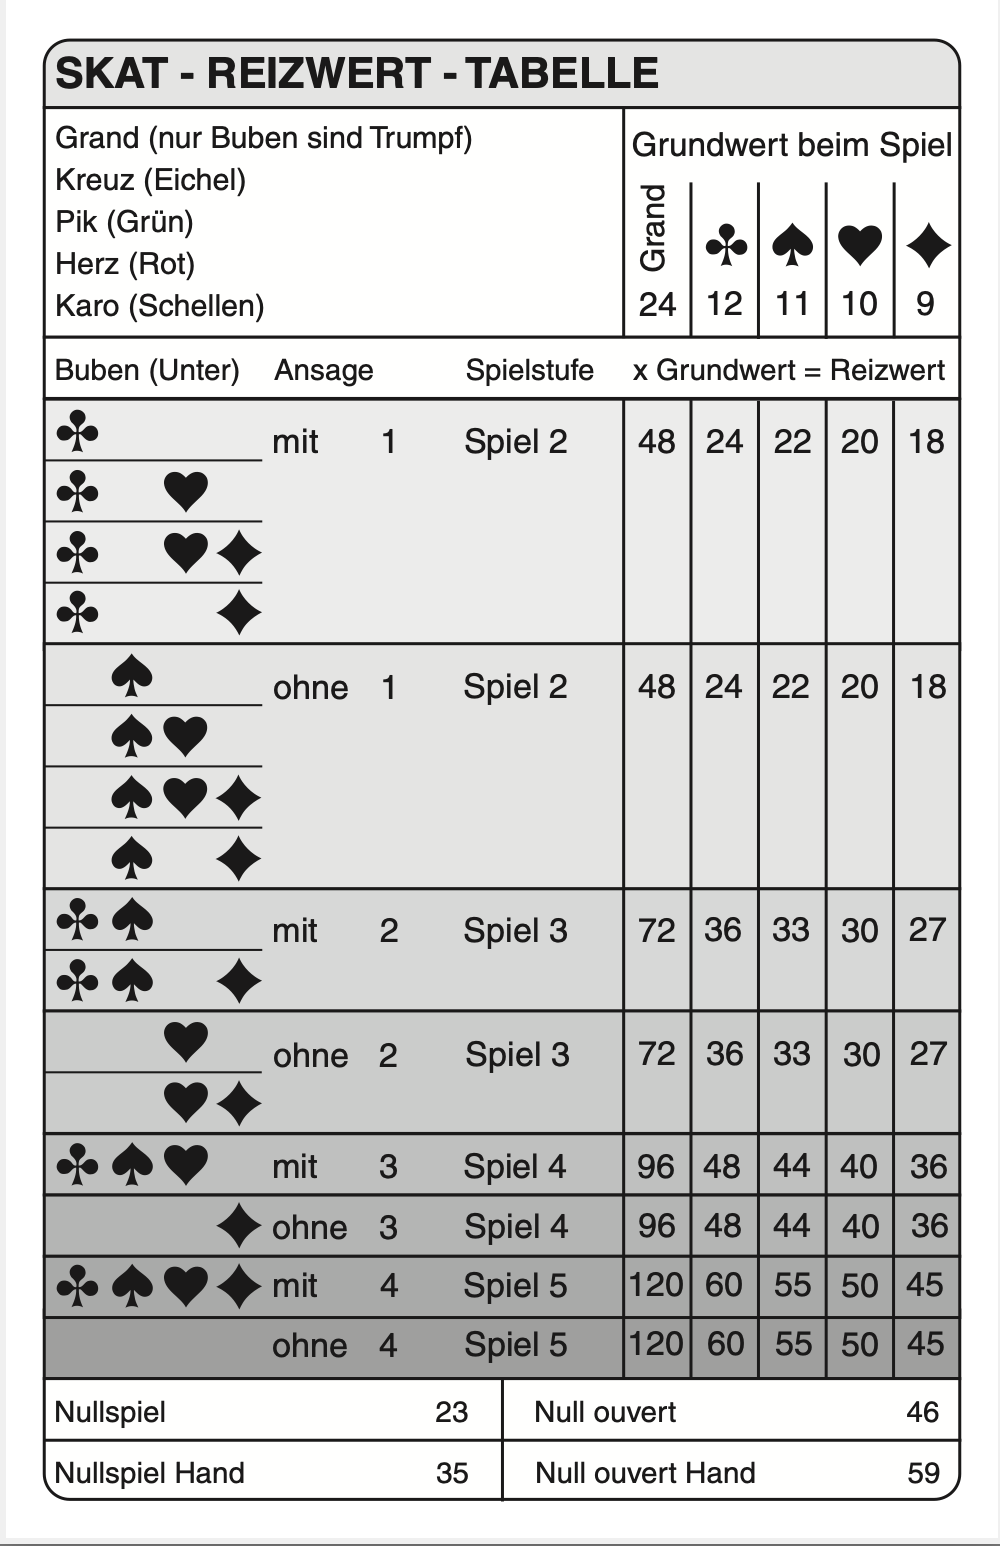 SKAT - REIZWERT - TABELLE
Grand (nur Buben sind Trumpf)
Kreuz (Eichel)
Pik (Grün)
Herz (Rot)
Karo (Schellen)
Grundwert beim Spiel
Grand ♣ ♠ ♥ ♦
24 12 11 10 9
Buben (Unter) Ansage Spielstufe x Grundwert = Reizwert
♣ mit 1 Spiel 2 48 24 22 20 18
♣ ♥
♣ ♥ ♦
♣ ♦
♠ ohne 1 Spiel 2 48 24 22 20 18
♠ ♥
♠ ♥ ♦
♠ ♦
♣ ♠ mit 2 Spiel 3 72 36 33 30 27
♣ ♠ ♦
♥ ohne 2 Spiel 3 72 36 33 30 27
♥ ♦
♣ ♠ ♥ mit 3 Spiel 4 96 48 44 40 36
♦ ohne 3 Spiel 4 96 48 44 40 36
♣ ♠ ♥ ♦ mit 4 Spiel 5 120 60 55 50 45
ohne 4 Spiel 5 120 60 55 50 45
Nullspiel 23 Null ouvert 46
Nullspiel Hand 35 Null ouvert Hand 59